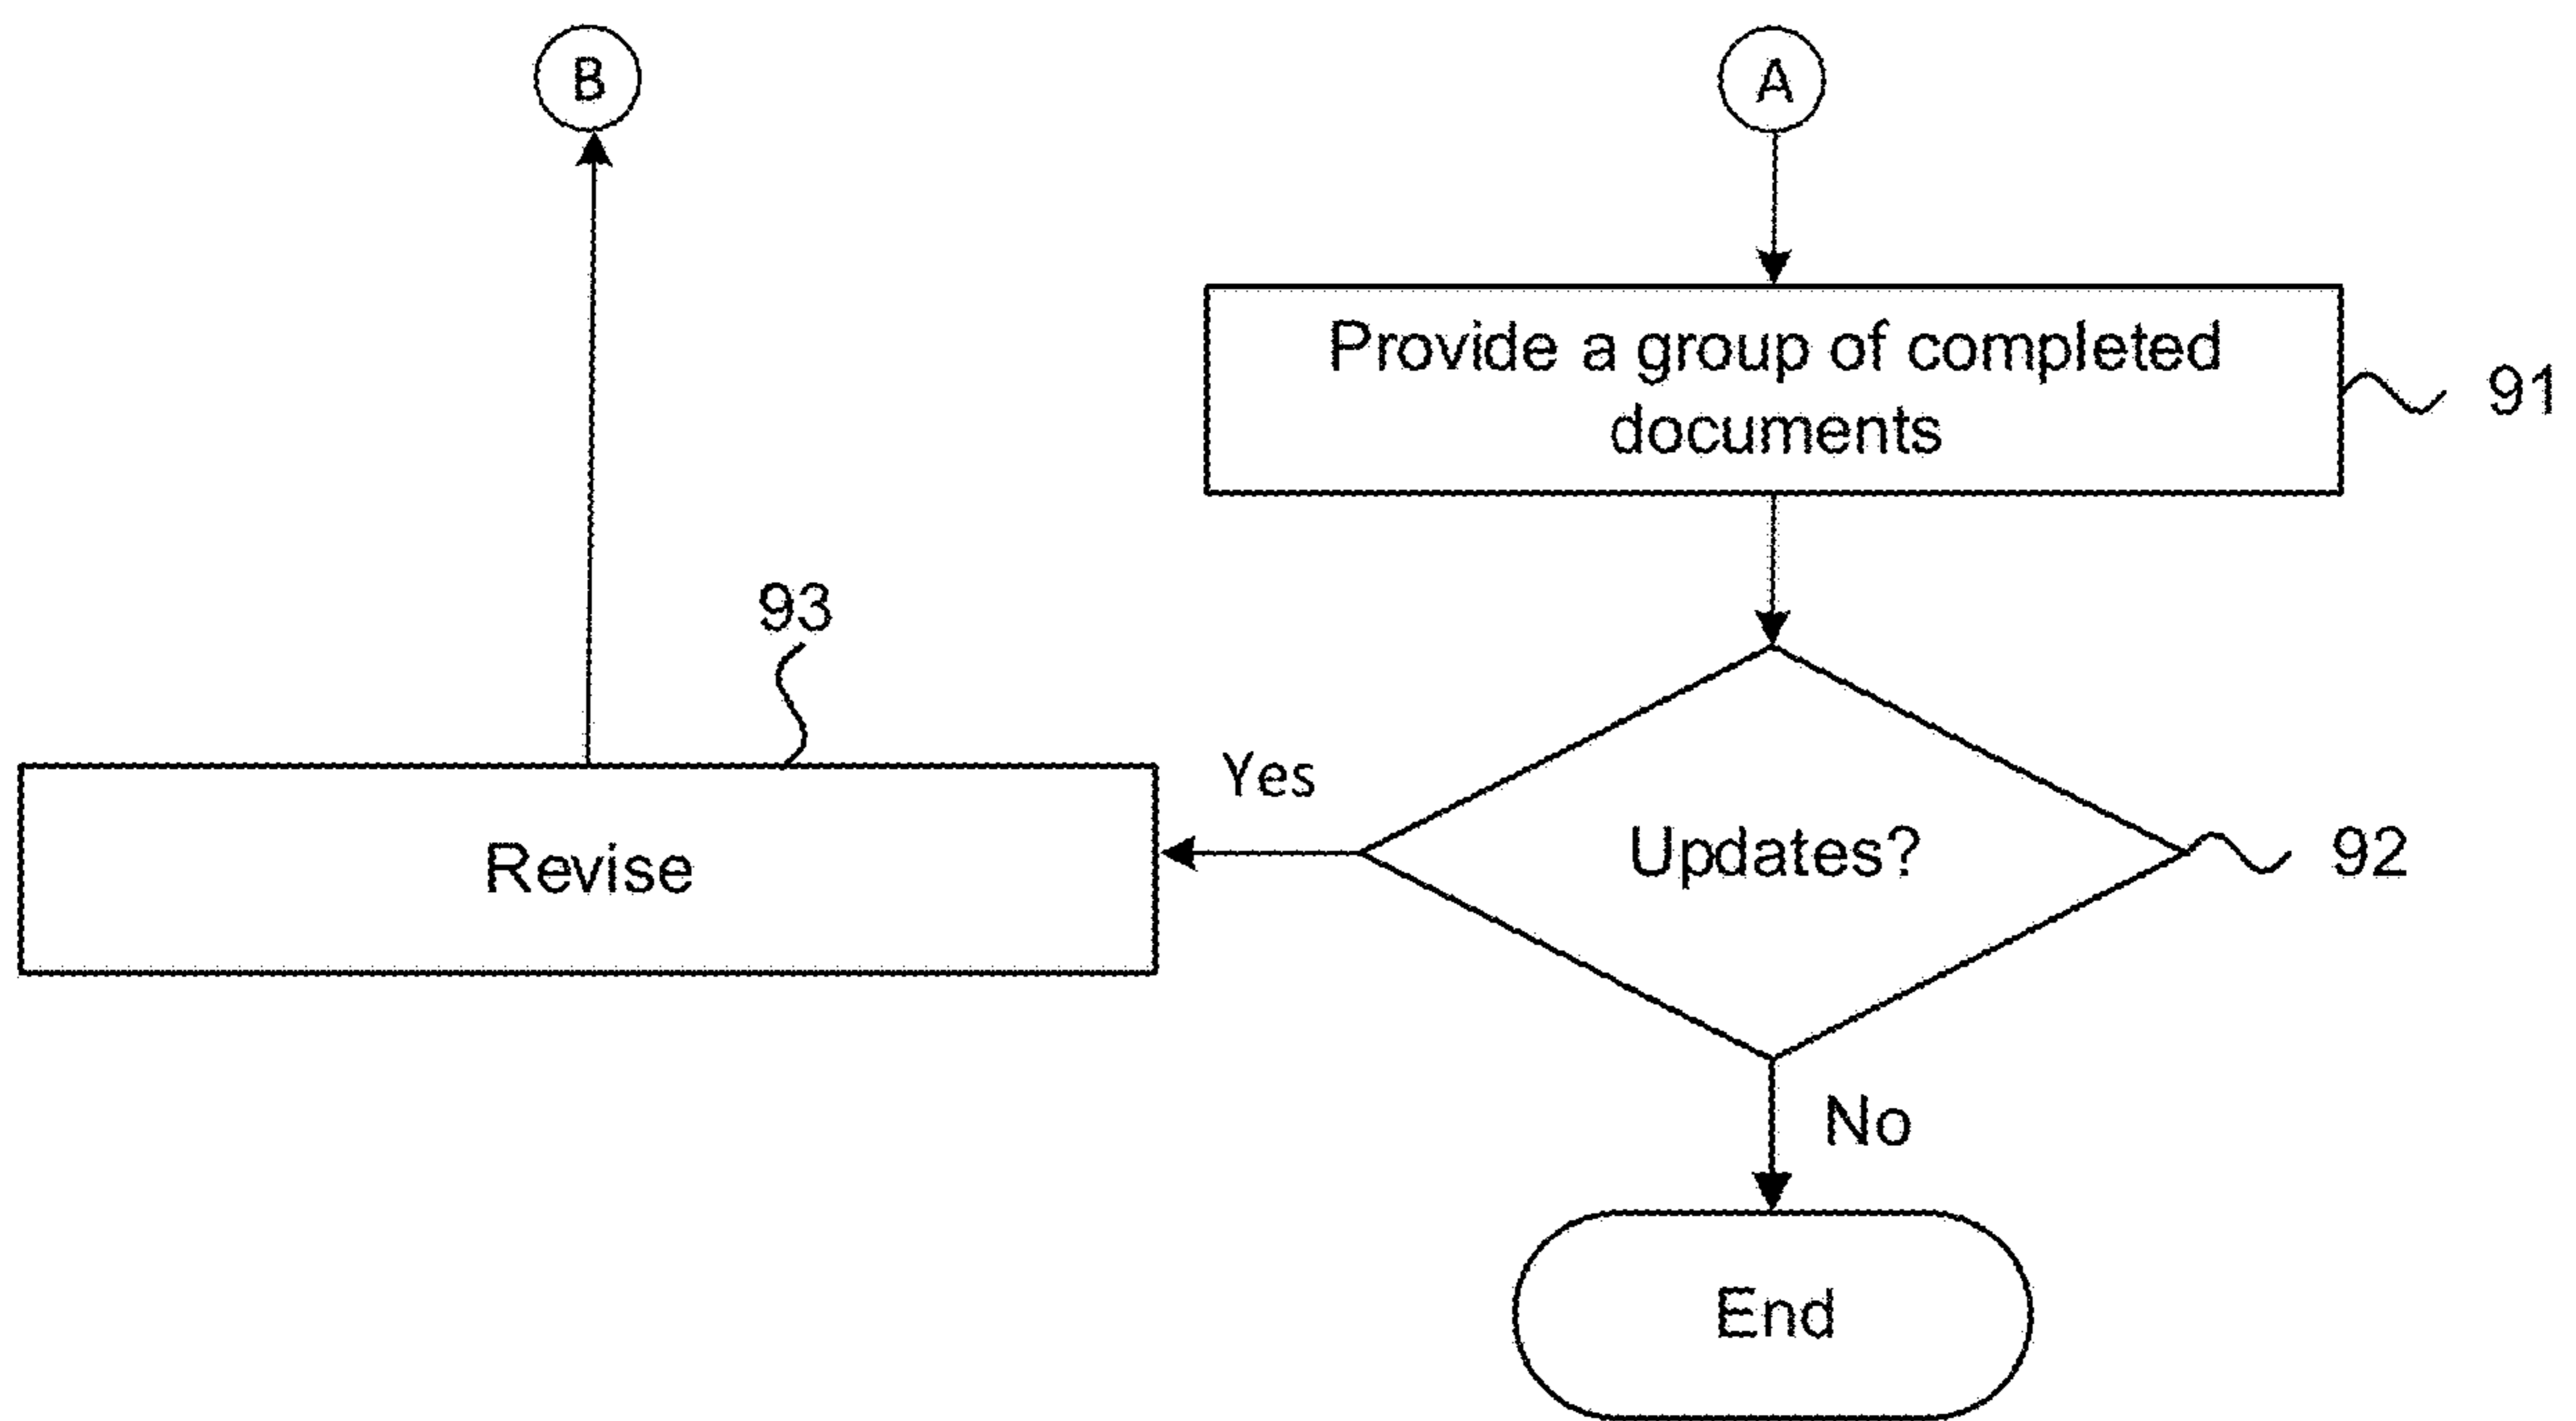 B
A
Provide a group of completed
documents
91
93
Yes
Revise
Updates?
92
No
End